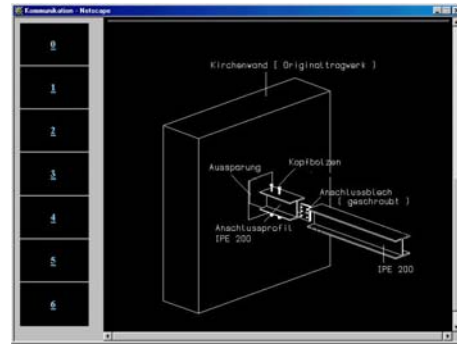 Kommunikation - Netscape
0
1
2
3
4
5
6
Kirchenwand [ Originaltragwerk ]
Aussparung
Kopfbolzen
Anschlussblech
[ geschraubt ]
Anschlussprofil
IPE 200
IPE 200